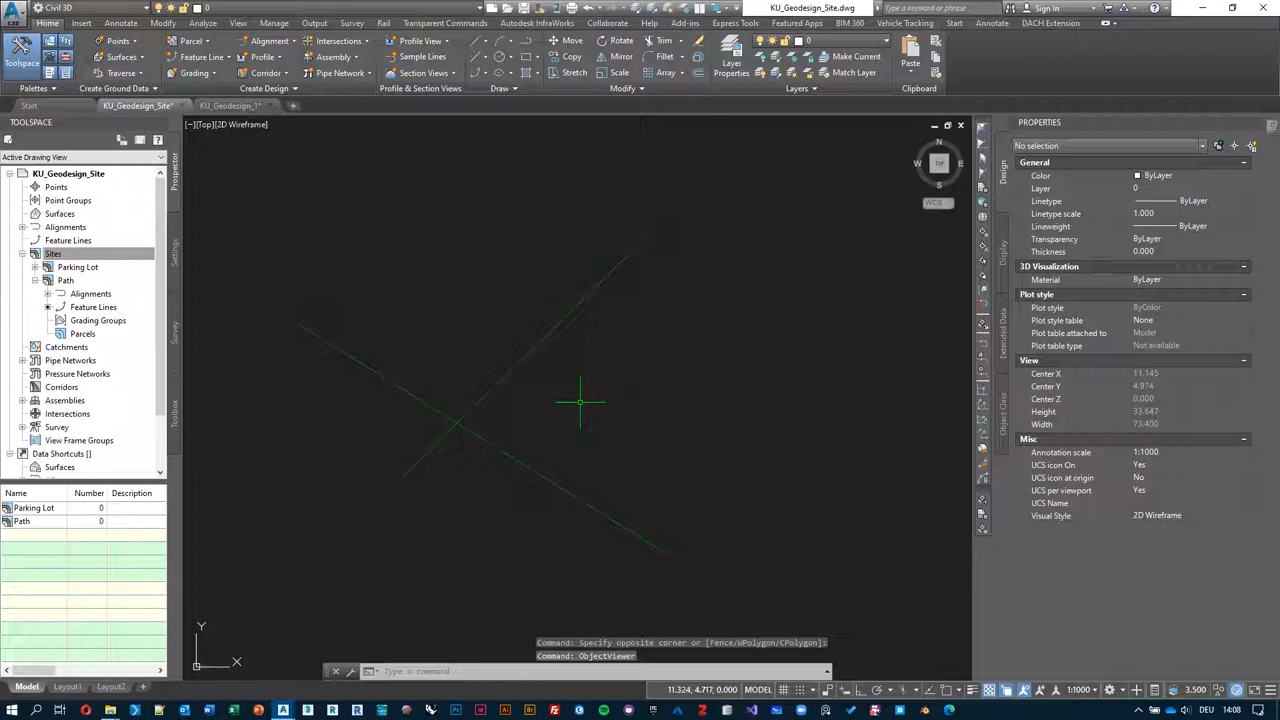 C3D
Civil 3D
0
KU_Geodesign_Site.dwg
Type a keyword or phrase
Sign In
Home Insert Annotate Modify Analyze View Manage Output Survey Rail Transparent Commands Autodesk InfraWorks Collaborate Help Add-ins Express Tools Featured Apps BIM 360 Vehicle Tracking Start Annotate DACH Extension
Toolspace
Points
Surfaces
Traverse
Parcel
Feature Line
Grading
Alignment
Profile
Corridor
Intersections
Assembly
Pipe Network
Profile View
Sample Lines
Section Views
Move
Copy
Stretch
Rotate
Mirror
Scale
Trim
Fillet
Array
Layer
Properties
0
Make Current
Match Layer
Paste
Palettes
Create Ground Data
Create Design
Profile & Section Views
Draw
Modify
Layers
Clipboard
Start
KU_Geodesign_Site*
KU_Geodesign_1*
TOOLSPACE
Active Drawing View
KU_Geodesign_Site
Points
Point Groups
Surfaces
Alignments
Feature Lines
Sites
Parking Lot
Path
Alignments
Feature Lines
Grading Groups
Parcels
Catchments
Pipe Networks
Pressure Networks
Corridors
Assemblies
Intersections
Survey
View Frame Groups
Data Shortcuts []
Surfaces
Prospector
Settings
Survey
Toolbox
Name Number Description
Parking Lot 0
Path 0
[−][Top][2D Wireframe]
N
W TOP E
S
WCS
Y
X
Command: Specify opposite corner or [Fence/WPolygon/CPolygon]:
Command: ObjectViewer
Type a command
PROPERTIES
No selection
Design
Display
Extended Data
Object Class
General
Color ByLayer
Layer 0
Linetype ByLayer
Linetype scale 1.000
Lineweight ByLayer
Transparency ByLayer
Thickness 0.000
3D Visualization
Material ByLayer
Plot style
Plot style ByColor
Plot style table None
Plot table attached to Model
Plot table type Not available
View
Center X 11.145
Center Y 4.974
Center Z 0.000
Height 33.647
Width 73.400
Misc
Annotation scale 1:1000
UCS icon On Yes
UCS icon at origin No
UCS per viewport Yes
UCS Name
Visual Style 2D Wireframe
Model Layout1 Layout2
11.324, 4.717, 0.000 MODEL
1:1000
3.500
DEU 14:08